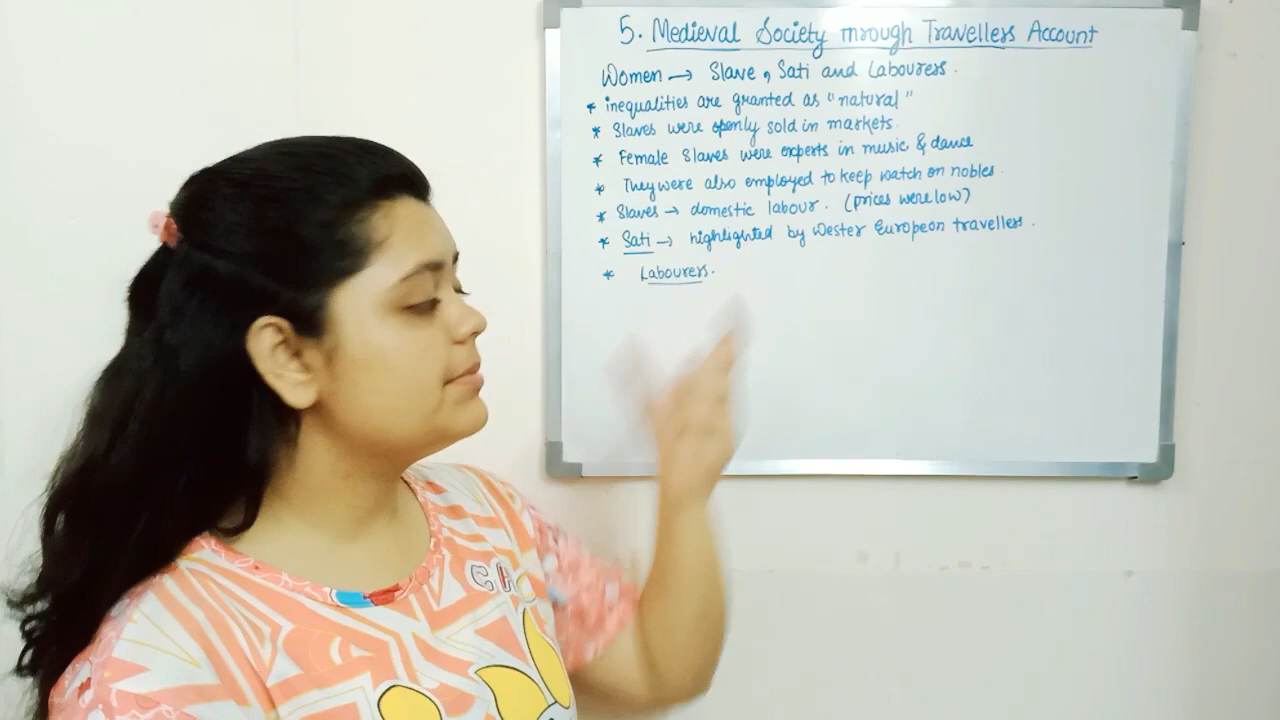 5. Medieval Society Through Travellers Account
Women → Slave, Sati and Labourers.
* inequalities are granted as "natural"
* Slaves were openly sold in markets.
* Female Slaves were experts in music & dance
* They were also employed to keep watch on nobles.
* Slaves → domestic labour. (prices were low)
* Sati → highlighted by Wester European travellers.
* Labourers.